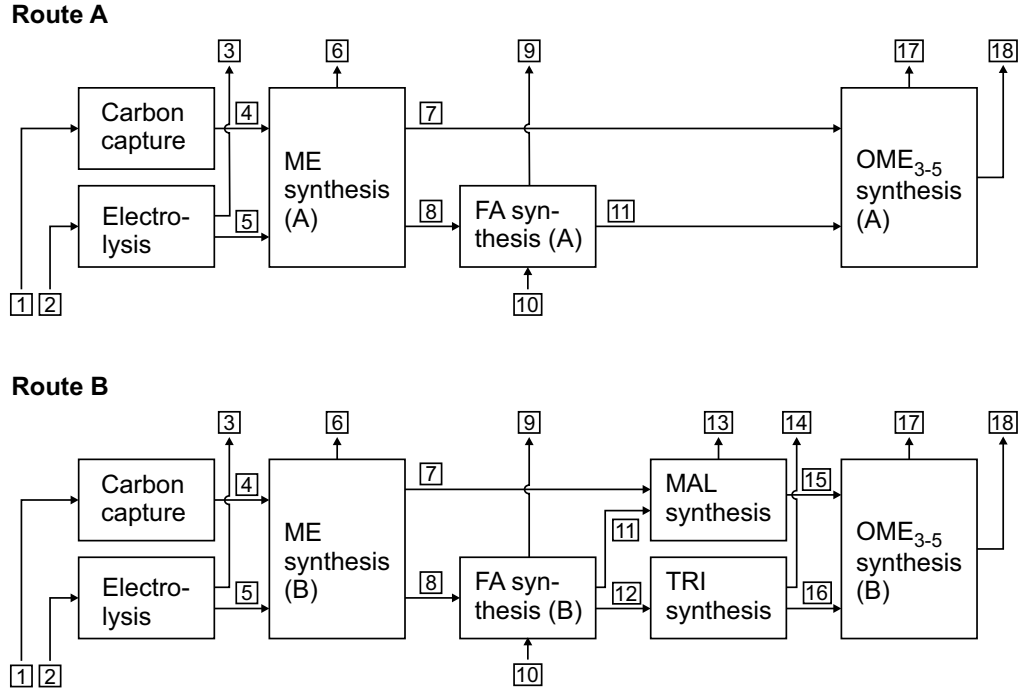 Route A
3
6
9
17
18
Carbon
capture
4
7
ME
synthesis
(A)
OME3-5
synthesis
(A)
Electro-
lysis
5
8
FA syn-
thesis (A)
11
1
2
10
Route B
3
6
9
13
14
17
18
Carbon
capture
4
7
MAL
synthesis
15
11
ME
synthesis
(B)
OME3-5
synthesis
(B)
Electro-
lysis
5
8
FA syn-
thesis (B)
12
TRI
synthesis
16
1
2
10